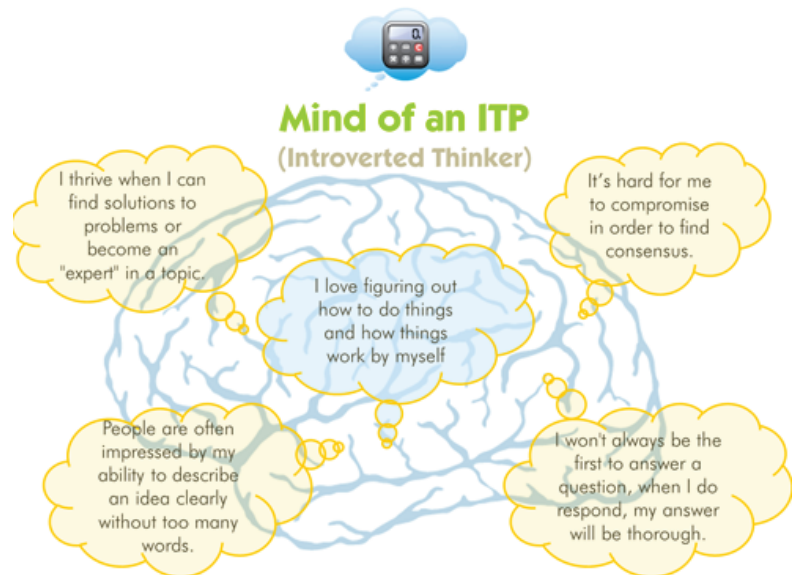 0.
C
Mind of an ITP
(Introverted Thinker)
I thrive when I can
find solutions to
problems or
become an
"expert" in a topic.
It's hard for me
to compromise
in order to find
consensus.
I love figuring out
how to do things
and how things
work by myself
People are often
impressed by my
ability to describe
an idea clearly
without too many
words.
I won't always be the
first to answer a
question, when I do
respond, my answer
will be thorough.